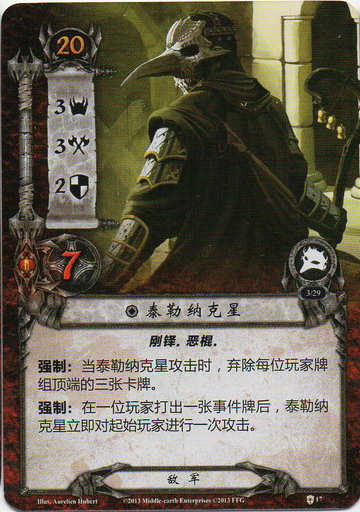 20
3
3
2
7
3/29
泰勒纳克星
刚铎. 恶棍.
强制：当泰勒纳克星攻击时，弃除每位玩家牌
组顶端的三张卡牌。
强制：在一位玩家打出一张事件牌后，泰勒纳
克星立即对起始玩家进行一次攻击。
敌军
Illus. Aurelien Hubert ©2013 Middle-earth Enterprises ©2013 FFG